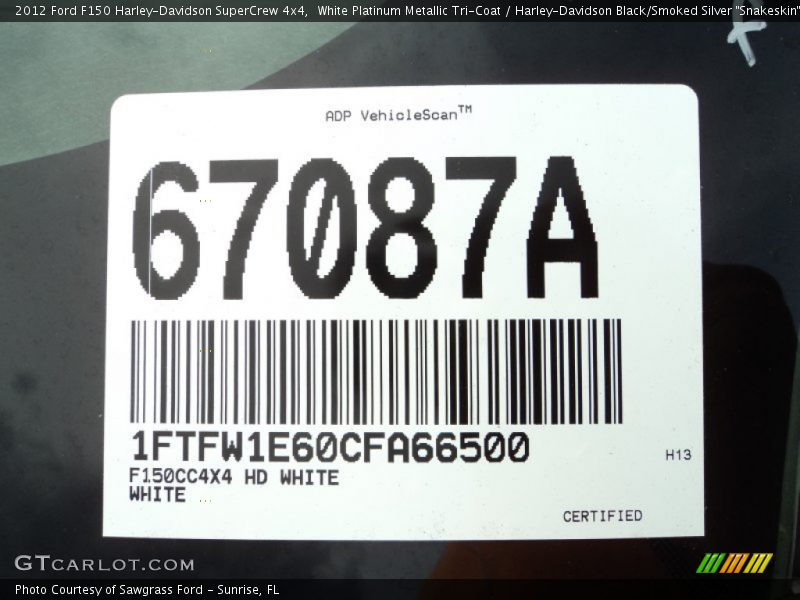 2012 Ford F150 Harley-Davidson SuperCrew 4x4,  White Platinum Metallic Tri-Coat / Harley-Davidson Black/Smoked Silver "Snakeskin"
ADP VehicleScan™
67087A
1FTFW1E60CFA66500
F150CC4X4 HD WHITE
H13
WHITE
CERTIFIED
GTCARLOT.COM
Photo Courtesy of Sawgrass Ford - Sunrise, FL